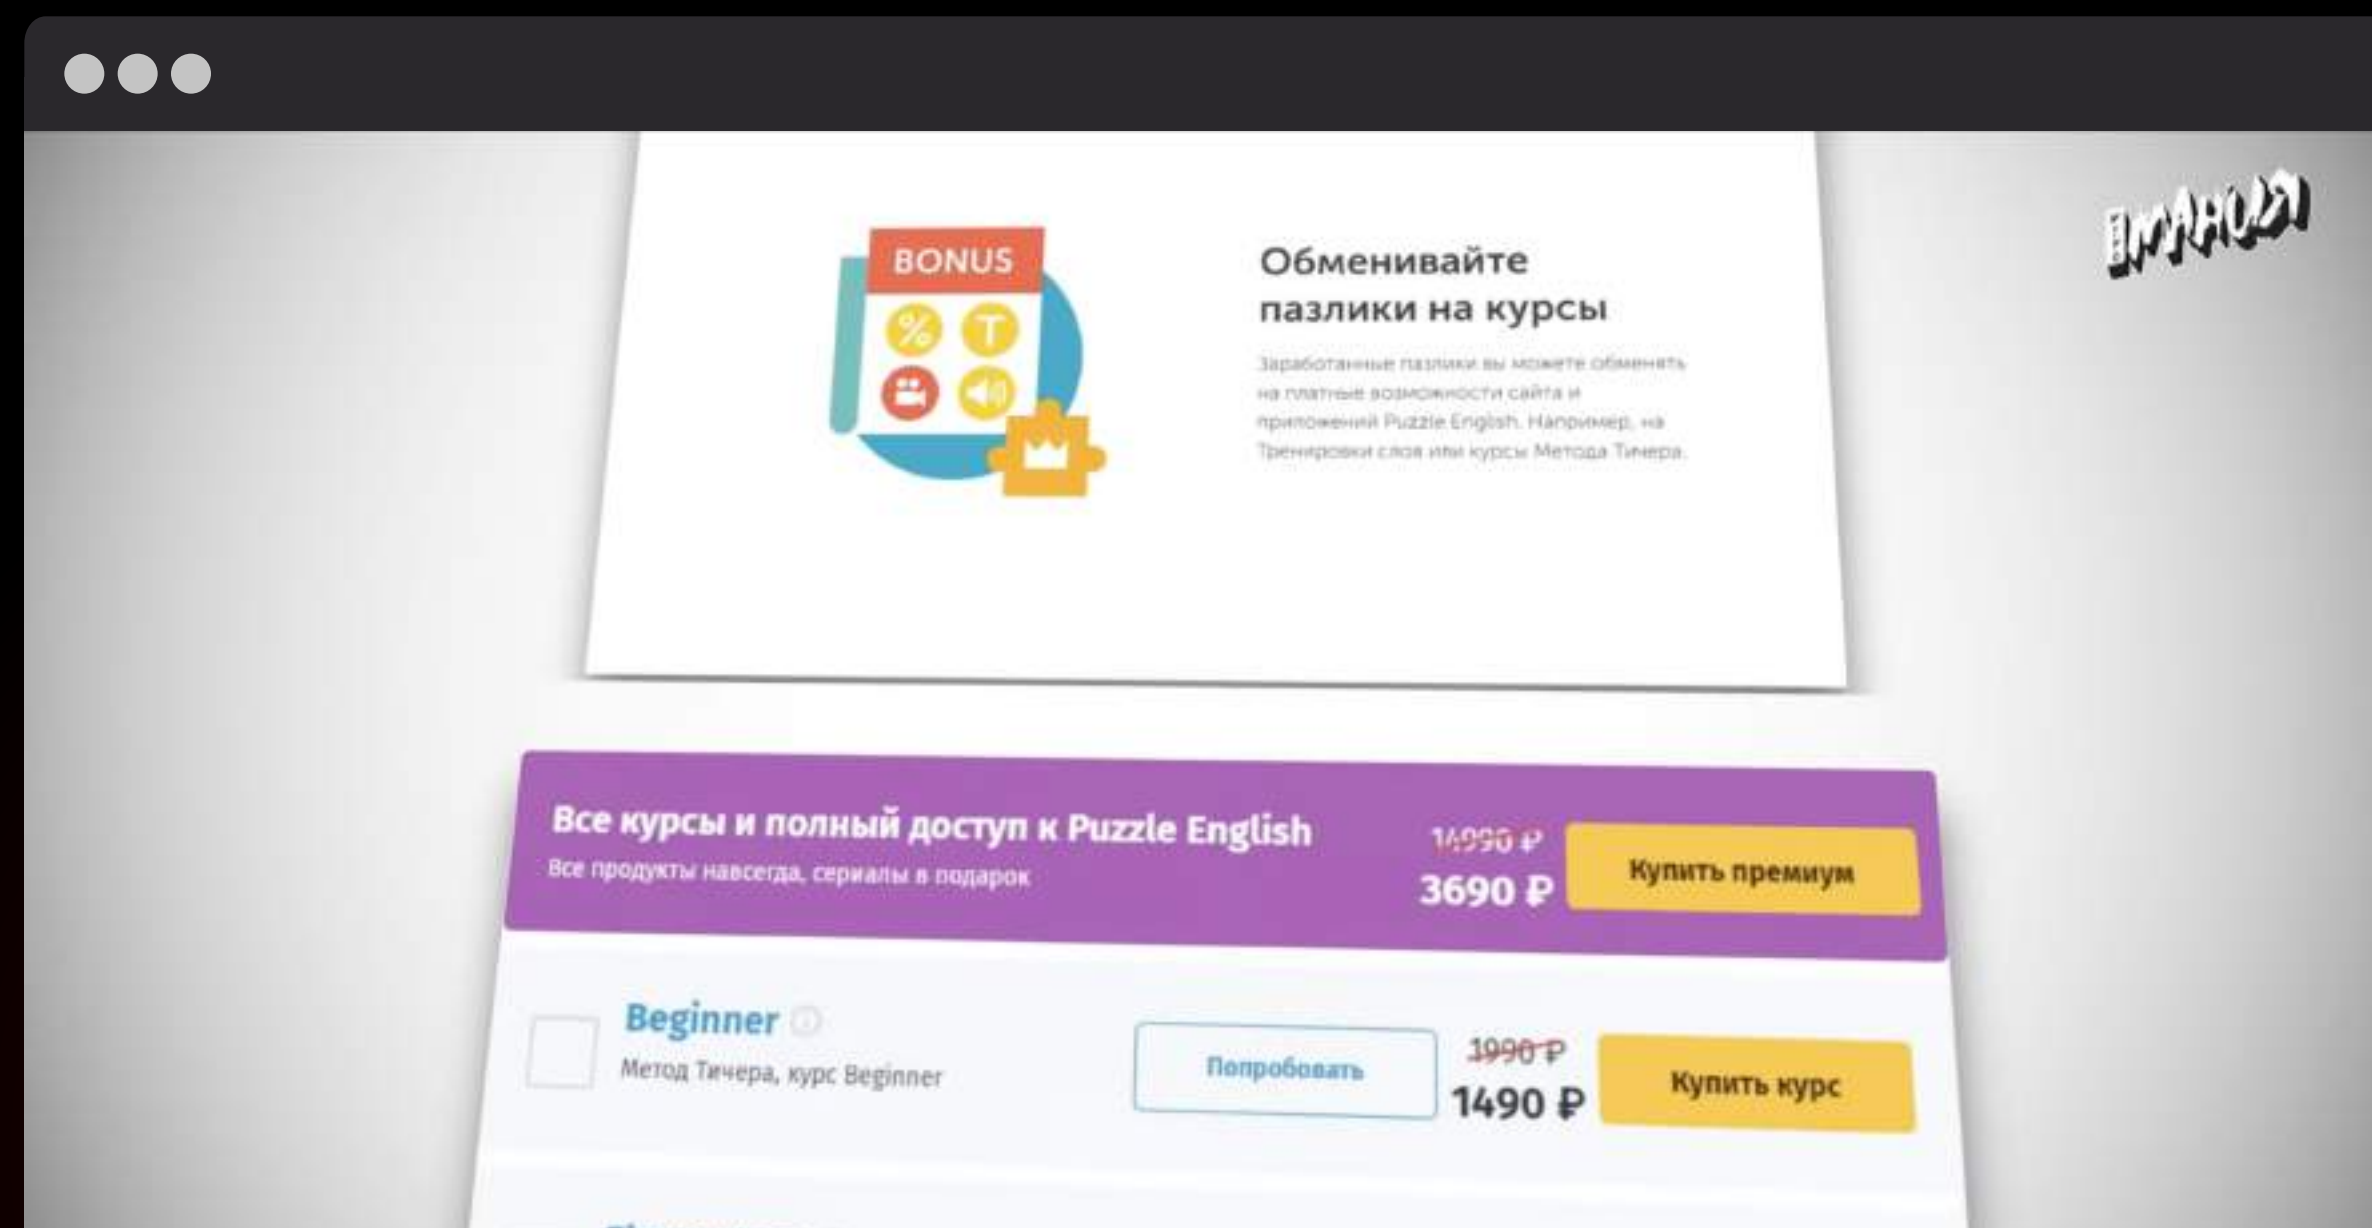 МАНИЯ
BONUS
%
T
Обменивайте
пазлики на курсы
Заработанные пазлики вы можете обменять
на платные возможности сайта и
приложений Puzzle English. Например, на
Тренировки слов или курсы Метода Тичера.
Все курсы и полный доступ к Puzzle English
Все продукты навсегда, сериалы в подарок
14990 ₽
3690 ₽
Купить премиум
Beginner
Метод Тичера, курс Beginner
Попробовать
1990 ₽
1490 ₽
Купить курс